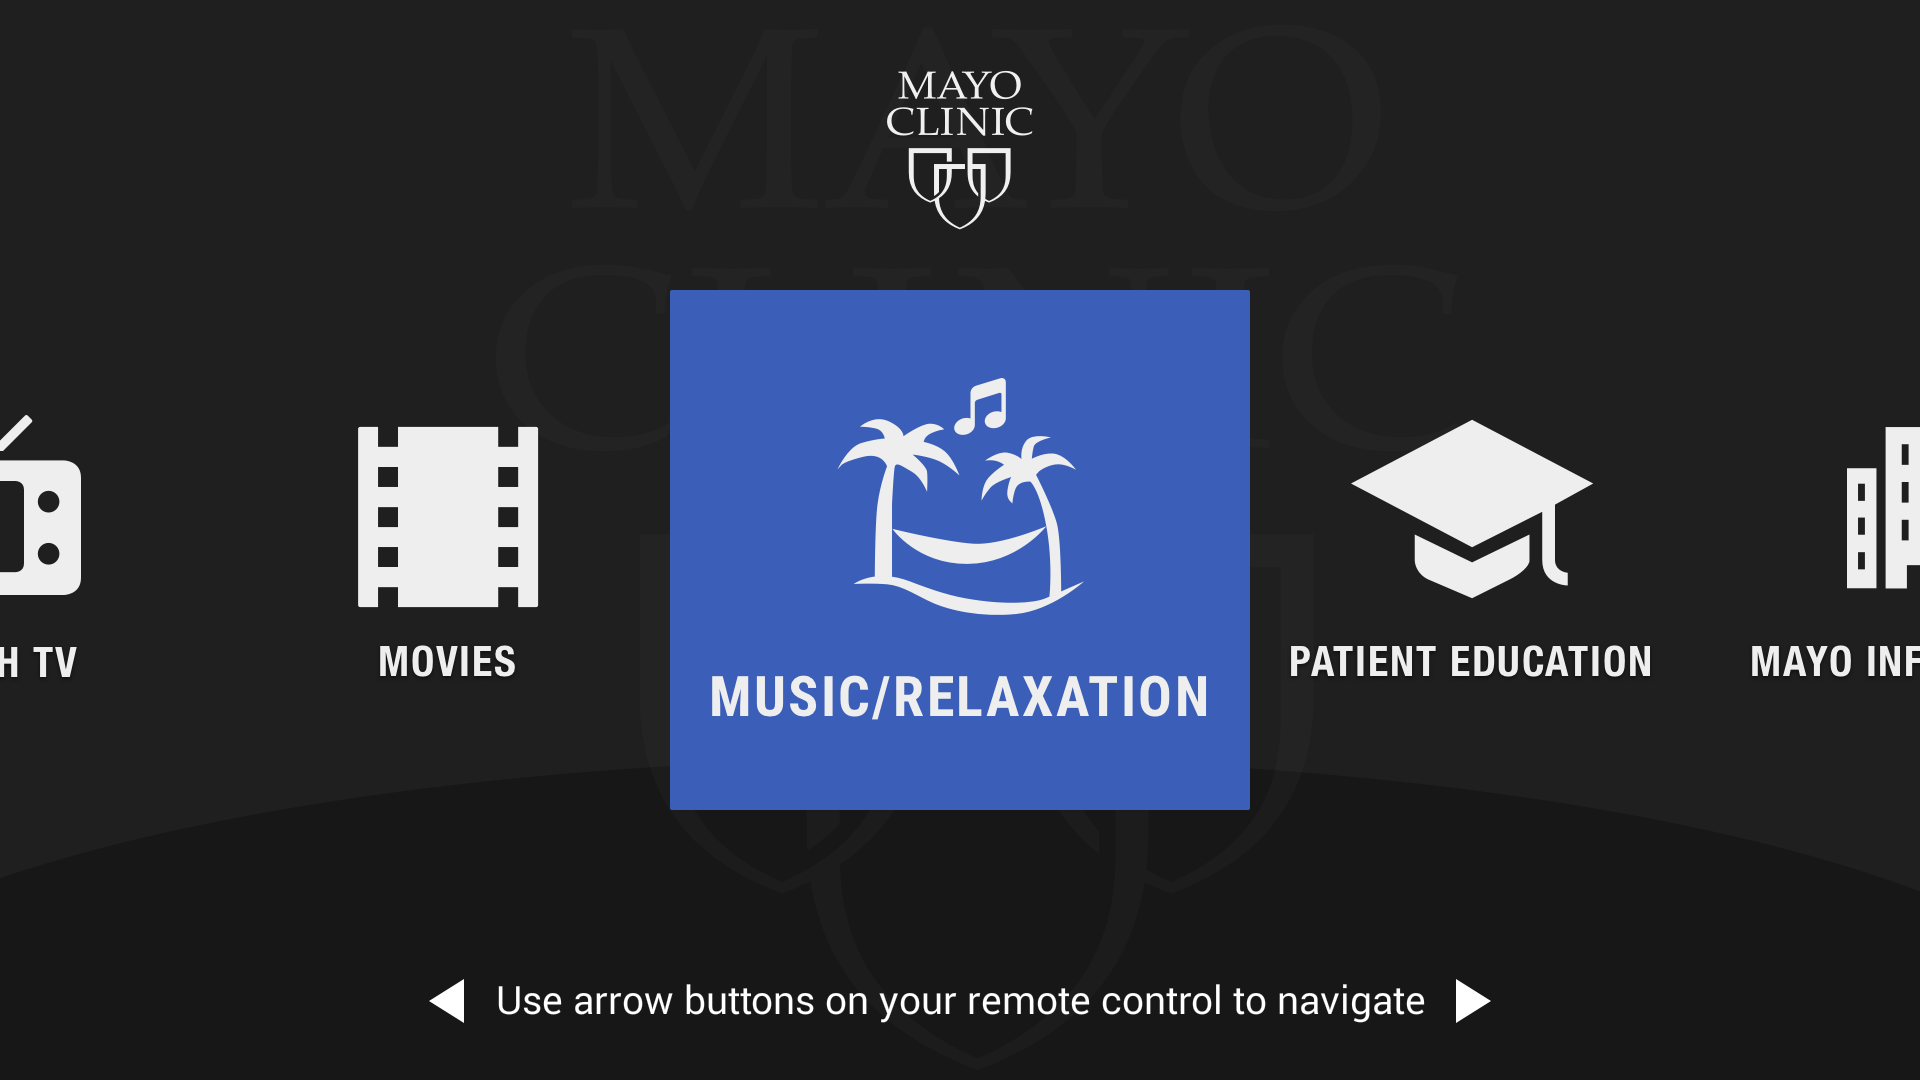 MAYO
CLINIC
H TV
MOVIES
MUSIC/RELAXATION
PATIENT EDUCATION
MAYO INF
Use arrow buttons on your remote control to navigate